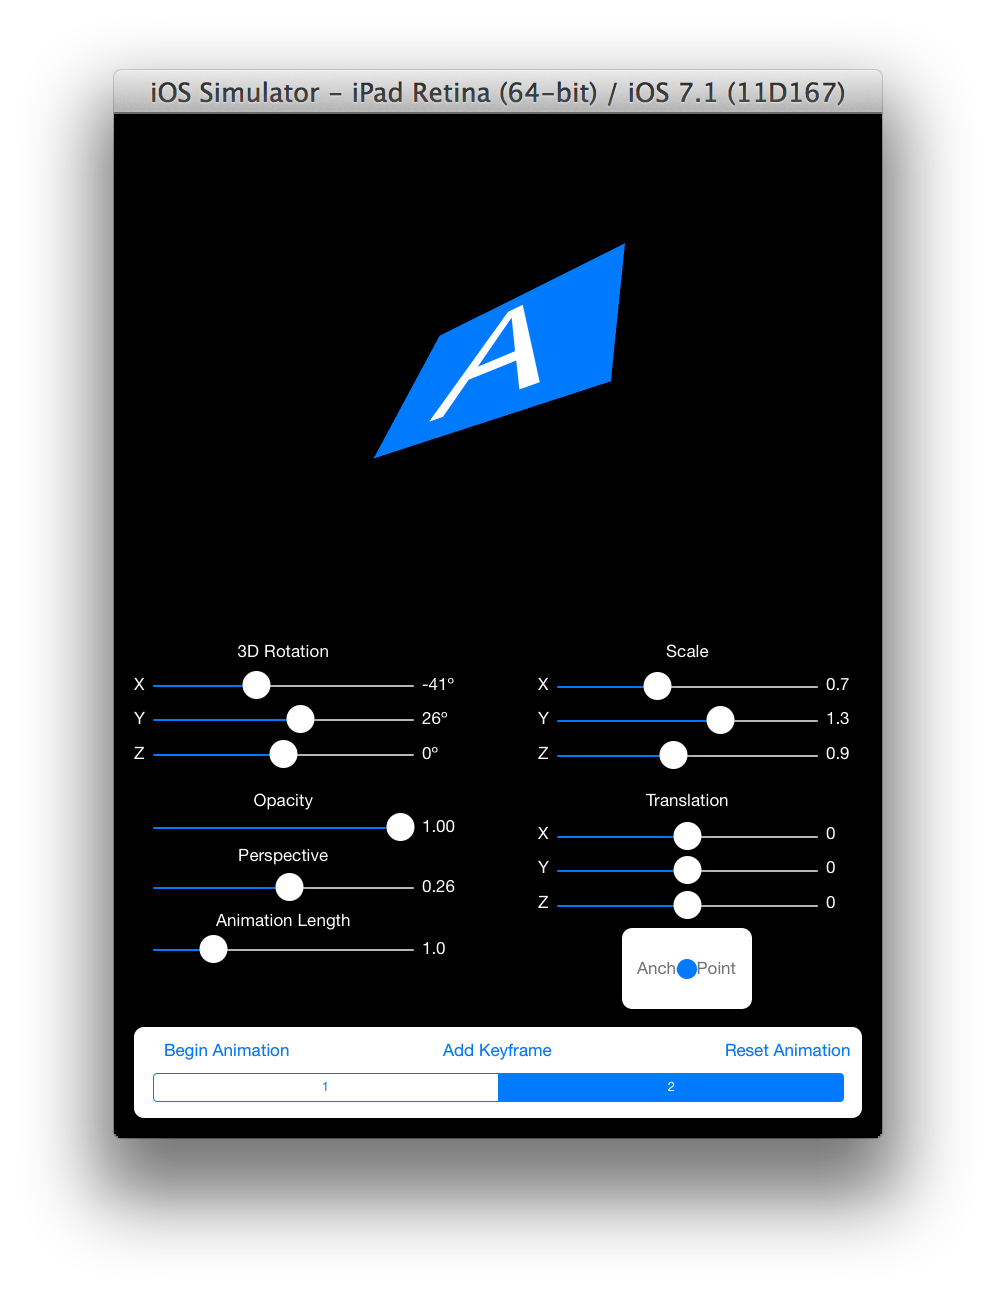 iOS Simulator – iPad Retina (64-bit) / iOS 7.1 (11D167)
A
3D Rotation
X -41°
Y 26°
Z 0°
Opacity
1.00
Perspective
0.26
Animation Length
1.0
Scale
X 0.7
Y 1.3
Z 0.9
Translation
X 0
Y 0
Z 0
Anch Point
Begin Animation Add Keyframe Reset Animation
1 2